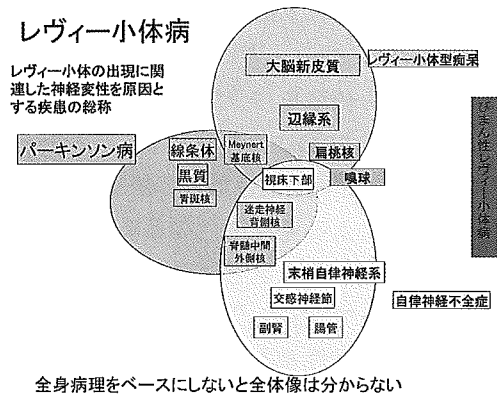 レヴィー小体病
レヴィー小体の出現に関
連した神経変性を原因と
する疾患の総称
大脳新皮質
レヴィー小体型痴呆
辺縁系
パーキンソン病
線条体
Meynert
基底核
扁桃核
黒質
視床下部
嗅球
青斑核
迷走神経
背側核
脊髄中間
外側核
びまん性レヴィー小体病
末梢自律神経系
交感神経節
自律神経不全症
副腎
腸管
全身病理をベースにしないと全体像は分からない